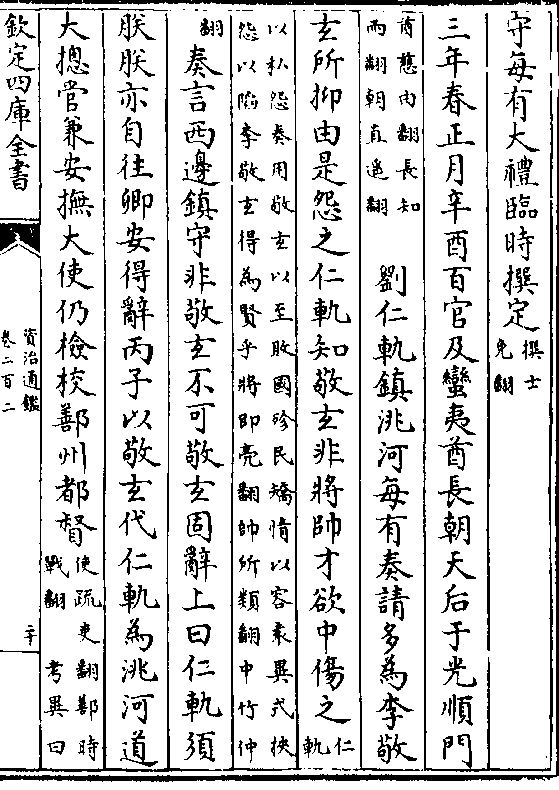 守每有大禮臨時撰定撰士免翻
三年春正月辛酉百官及蠻夷酋長朝天后于光順門
酋慈由翻長知兩翻朝直遙翻　劉仁軌鎮洮河每有奏請多為李敬
玄所抑由是怨之仁軌知敬玄非將帥才欲中傷之仁軌
以私怨奏用敬玄以至敗國殄民矯情以容衆異式挾怨以陷李敬玄得為賢乎將即亮翻帥所類翻中竹仲
翻奏言西邊鎮守非敬玄不可敬玄固辭上曰仁軌須
朕朕亦自往卿安得辭丙子以敬玄代仁軌為洮河道
大摠管兼安撫大使仍檢校鄯州都督使疏吏翻鄯時戰翻　考異曰
欽定四庫全書
資治通鑑
卷二百二